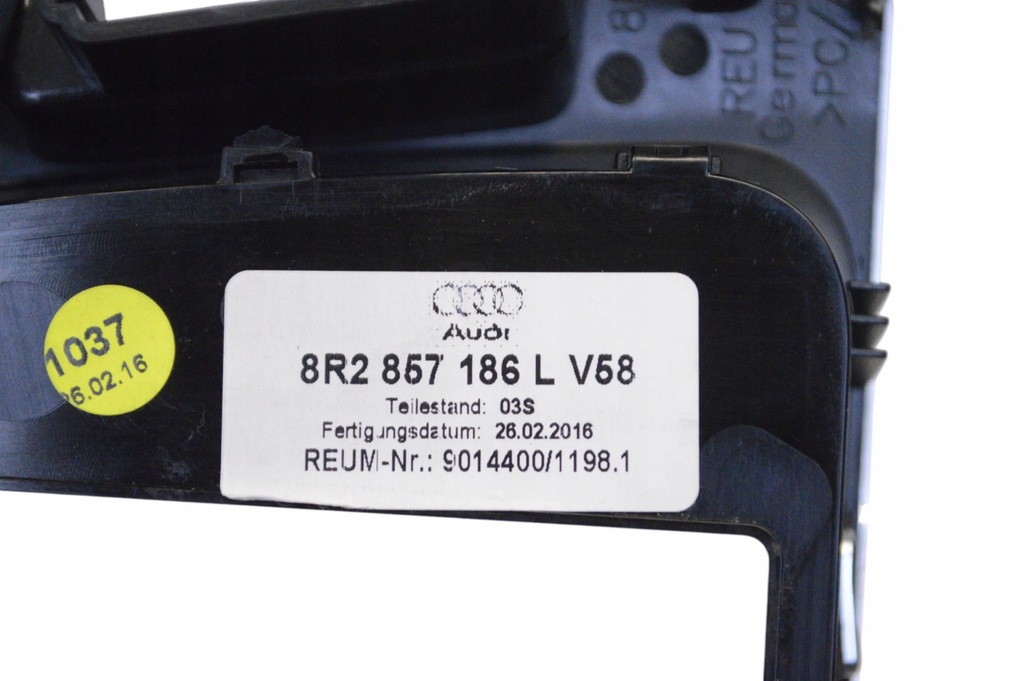 REU
>PC/
1037
26.02.16
Audi
8R2 857 186 L V58
Teilestand: 03S
Fertigungsdatum: 26.02.2016
REUM-Nr.: 9014400/1198.1